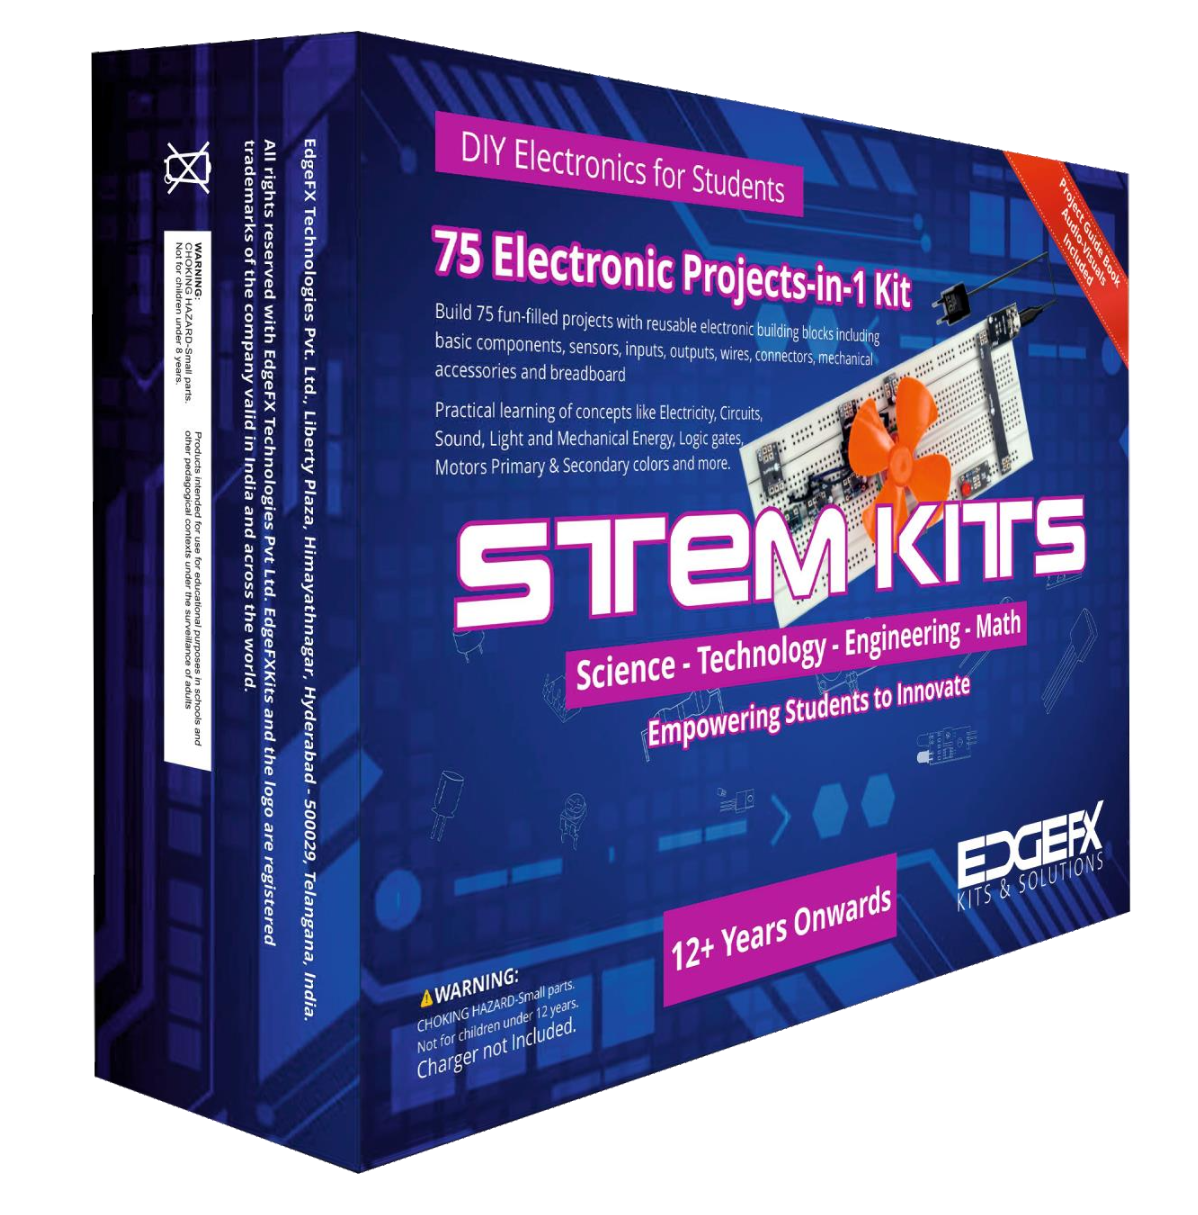 DIY Electronics for Students
75 Electronic Projects-in-1 Kit
Build 75 fun-filled projects with reusable electronic building blocks including
basic components, sensors, inputs, outputs, wires, connectors, mechanical
accessories and breadboard
Practical learning of concepts like Electricity, Circuits,
Sound, Light and Mechanical Energy, Logic gates,
Motors Primary & Secondary colors and more.
Project Guide Book
Audio-Visuals
Included
STEM KITS
Science - Technology - Engineering - Math
Empowering Students to Innovate
EDGEFX
KITS & SOLUTIONS
12+ Years Onwards
WARNING:
CHOKING HAZARD-Small parts.
Not for children under 12 years.
Charger not Included.
EdgeFX Technologies Pvt. Ltd., Liberty Plaza, Himayathnagar, Hyderabad - 500029, Telangana, India.
All rights reserved with EdgeFX Technologies Pvt Ltd. EdgeFXKits and the logo are registered
trademarks of the company valid in India and across the world.
WARNING:
CHOKING HAZARD-Small parts.
Not for children under 8 years.
Products intended for use for educational purposes in schools and
other pedagogical contexts under the surveillance of adults